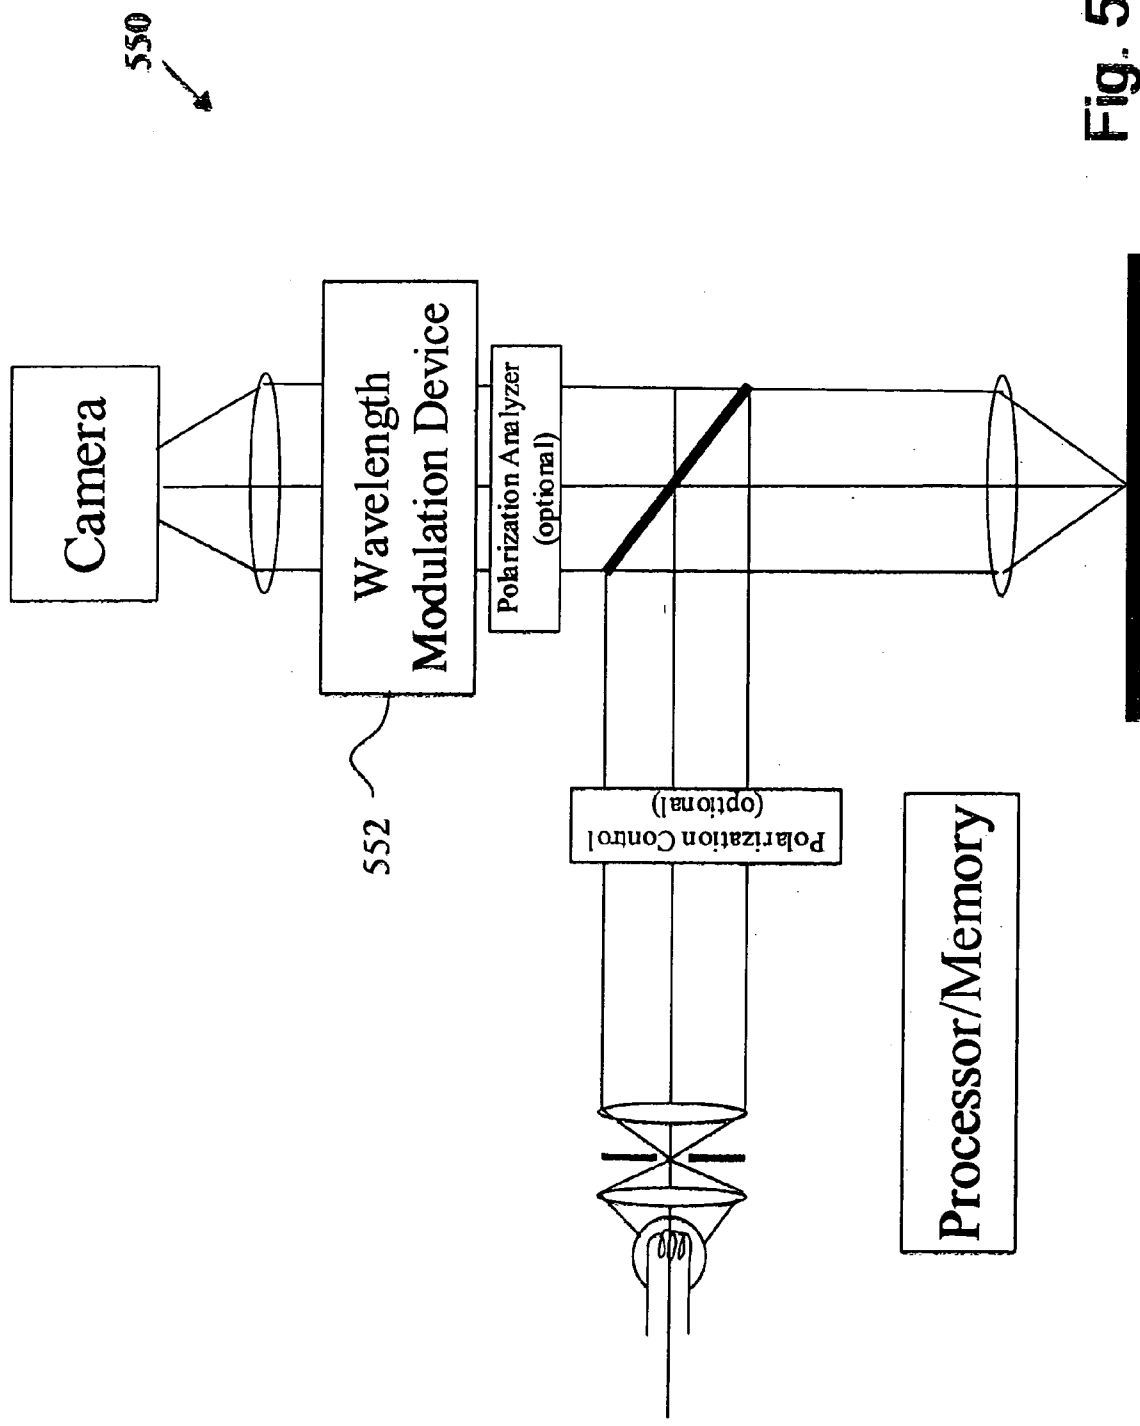 550
Camera
Wavelength
Modulation Device
552
Polarization Analyzer
(optional)
Polarization Control
(optional)
Processor/Memory
Fig. 5